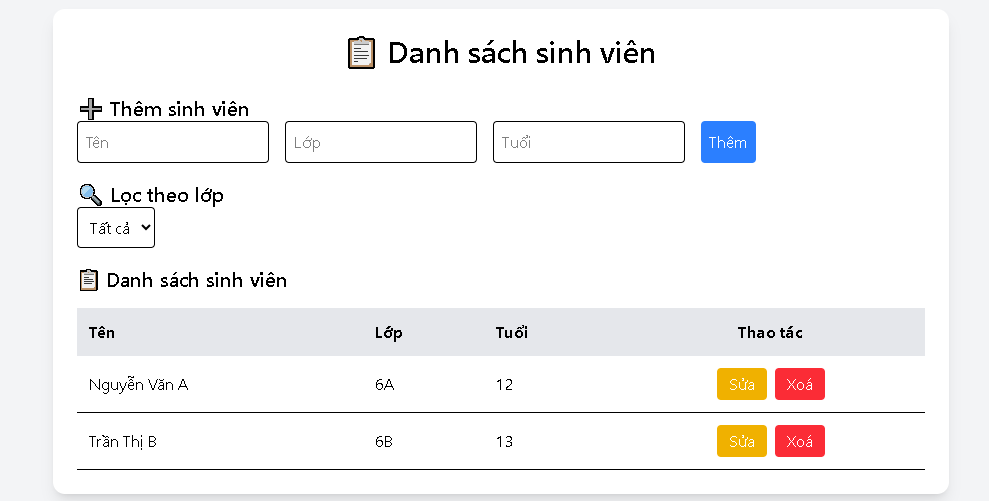 📋 Danh sách sinh viên
➕ Thêm sinh viên
Tên Lớp Tuổi Thêm
🔍 Lọc theo lớp
Tất cả
📋 Danh sách sinh viên
Tên Lớp Tuổi Thao tác
Nguyễn Văn A 6A 12 Sửa Xoá
Trần Thị B 6B 13 Sửa Xoá